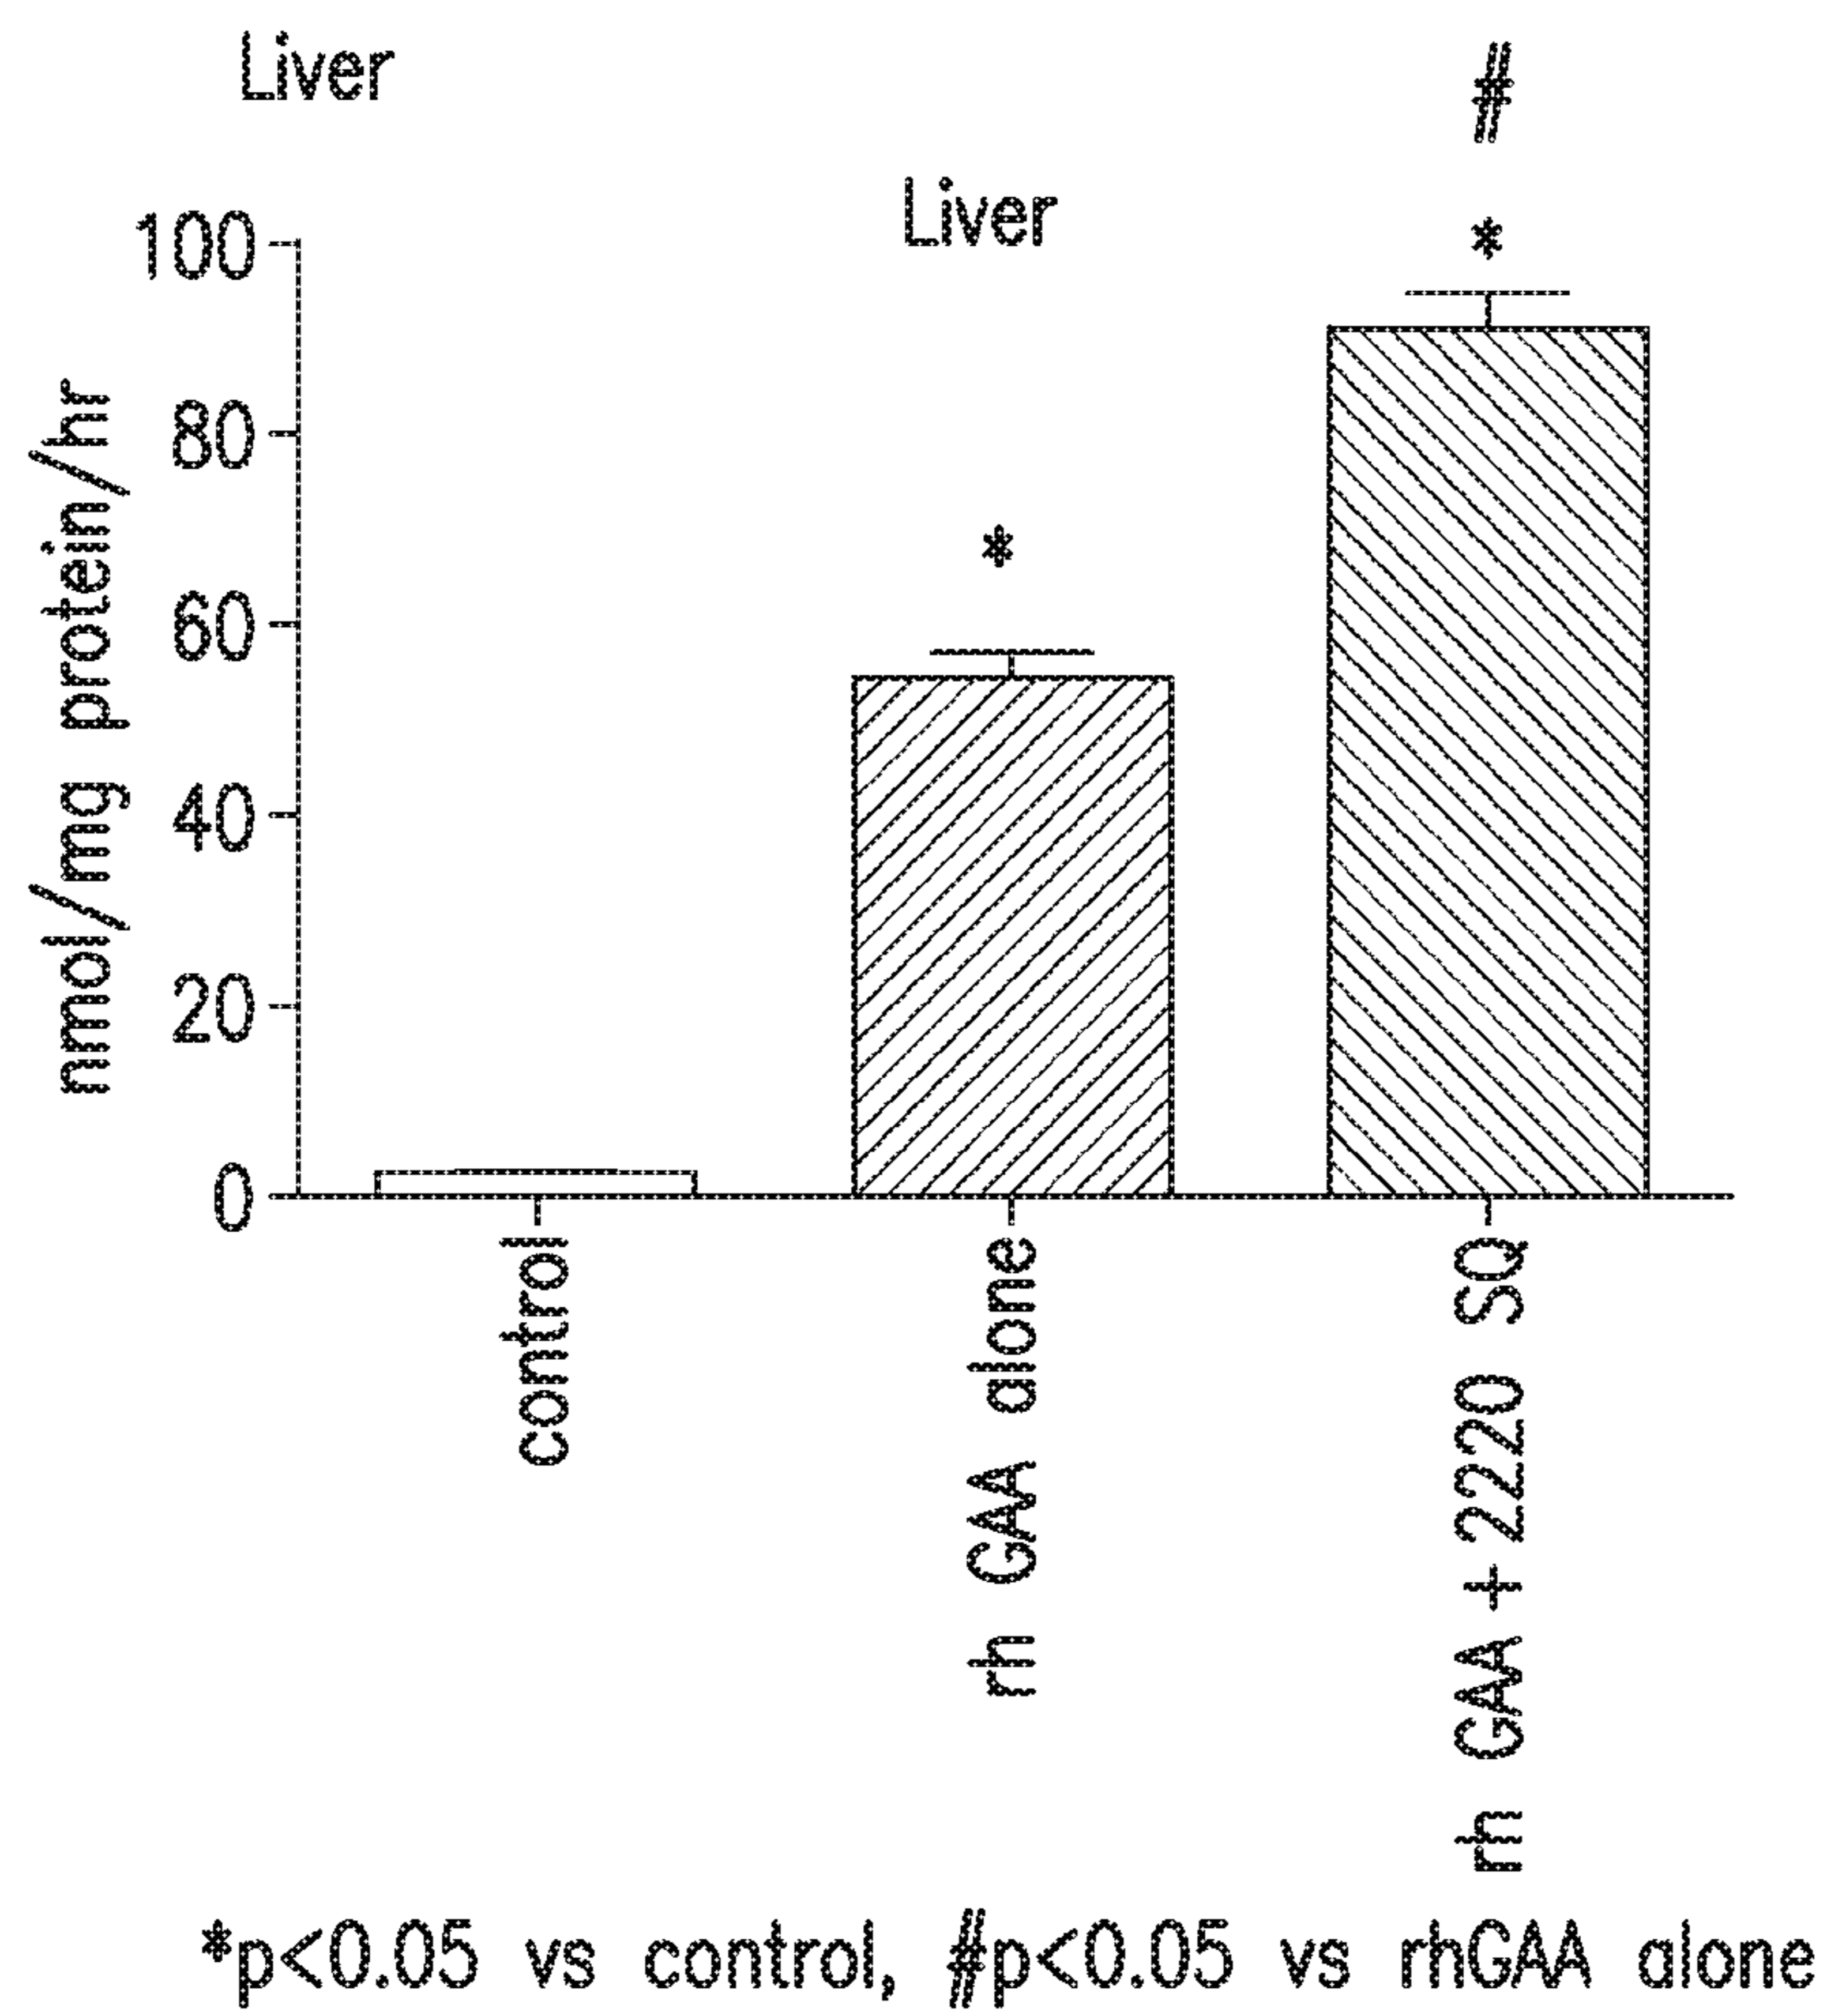 Liver
#
Liver
*
*
100
80
60
40
20
0
nmol/mg protein/hr
control
rh GAA alone
rh GAA+2220 SQ
*p<0.05 vs control, #p<0.05 vs rhGAA alone